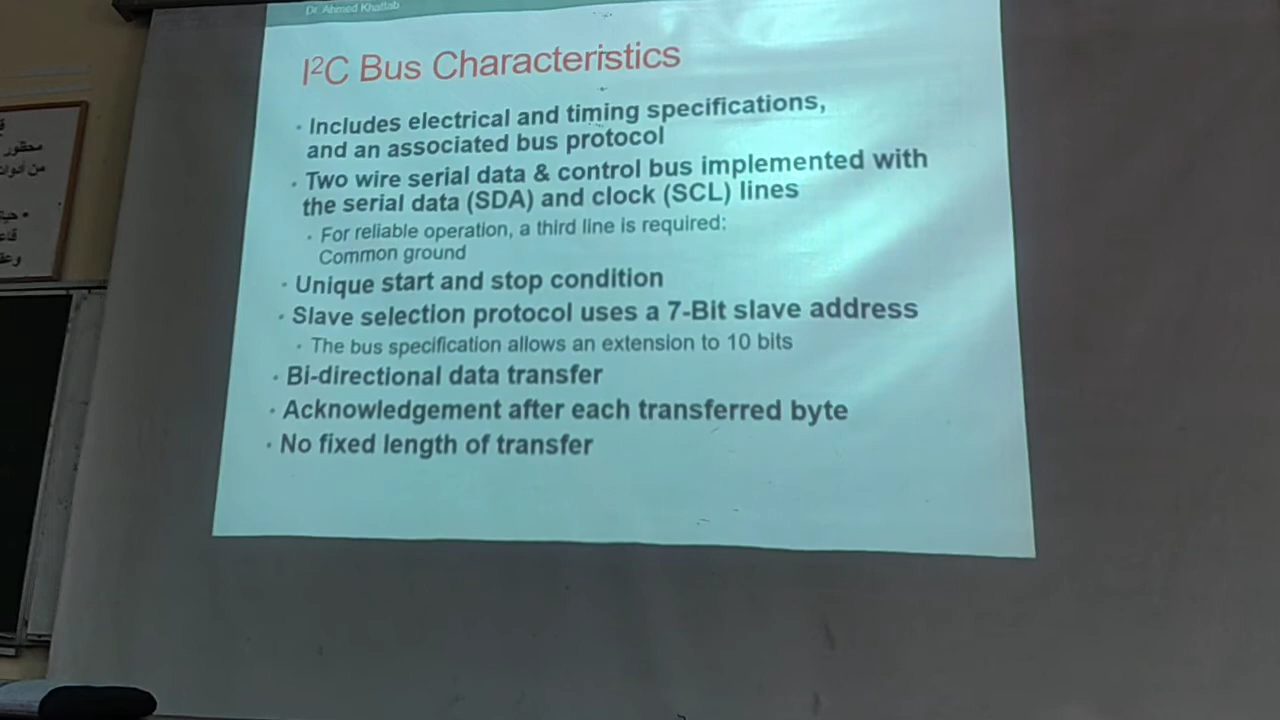 Dr. Ahmed Khattab
I²C Bus Characteristics
• Includes electrical and timing specifications,
and an associated bus protocol
• Two wire serial data & control bus implemented with
the serial data (SDA) and clock (SCL) lines
• For reliable operation, a third line is required:
Common ground
• Unique start and stop condition
• Slave selection protocol uses a 7-Bit slave address
• The bus specification allows an extension to 10 bits
• Bi-directional data transfer
• Acknowledgement after each transferred byte
• No fixed length of transfer
محظور